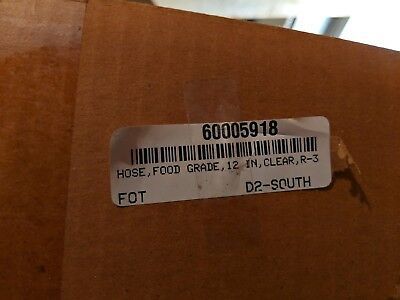 60005918
HOSE,FOOD GRADE,12 IN,CLEAR,R-3
FOT D2-SOUTH